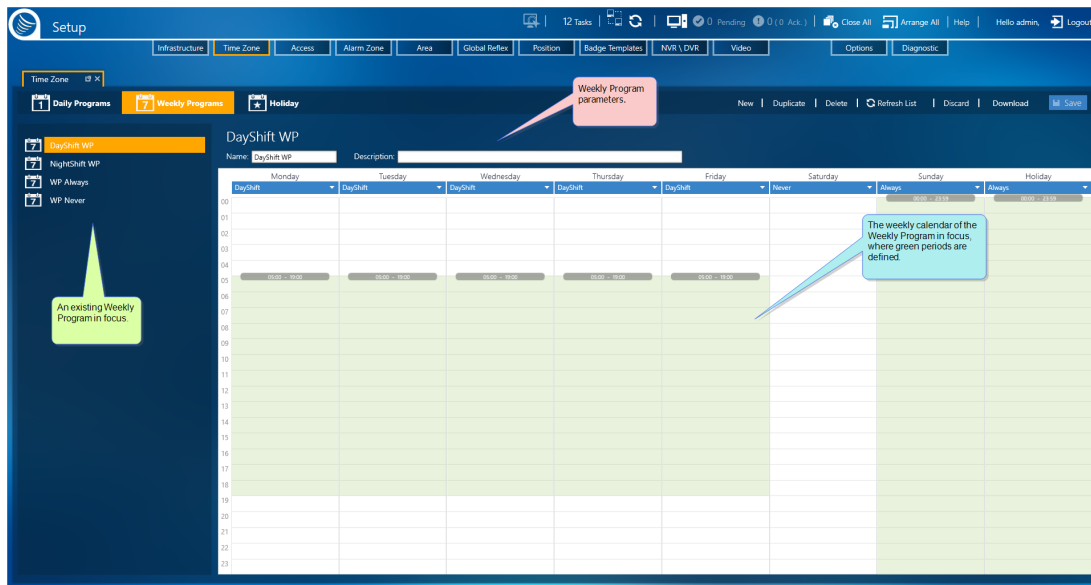 Setup
12 Tasks
0 Pending
0 ( 0 Ack. )
Close All
Arrange All
Help
Hello admin,
Logout
Infrastructure
Time Zone
Access
Alarm Zone
Area
Global Reflex
Position
Badge Templates
NVR \ DVR
Video
Options
Diagnostic
Time Zone
1 Daily Programs
7 Weekly Programs
Holiday
New
Duplicate
Delete
Refresh List
Discard
Download
Save
Weekly Program
parameters.
7 DayShift WP
7 NightShift WP
7 WP Always
7 WP Never
An existing Weekly
Program in focus.
DayShift WP
Name: DayShift WP
Description:
Monday Tuesday Wednesday Thursday Friday Saturday Sunday Holiday
DayShift DayShift DayShift DayShift DayShift Never Always Always
00 00:00 - 23:59 00:00 - 23:59
01
02
03
04
05 05:00 - 19:00 05:00 - 19:00 05:00 - 19:00 05:00 - 19:00 05:00 - 19:00
06
07
08
09
10
11
12
13
14
15
16
17
18
19
20
21
22
23
The weekly calendar of the
Weekly Program in focus,
where green periods are
defined.